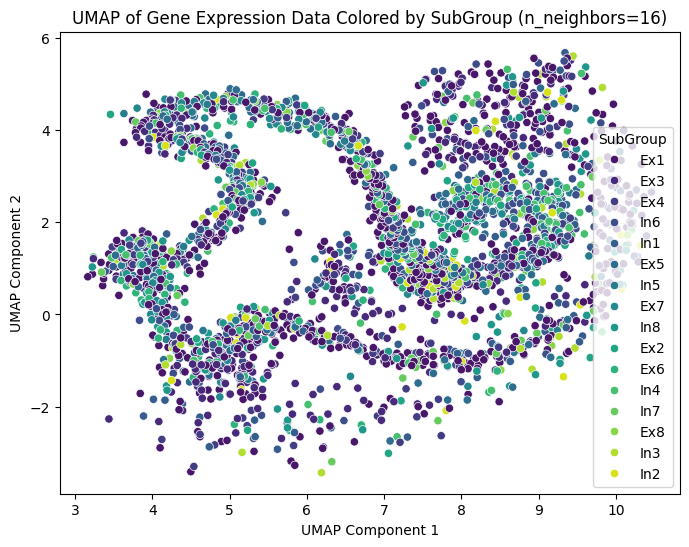 UMAP of Gene Expression Data Colored by SubGroup (n_neighbors=16)
6
4
2
0
−2
UMAP Component 2
3
4
5
6
7
8
9
10
UMAP Component 1
SubGroup
Ex1
Ex3
Ex4
In6
In1
Ex5
In5
Ex7
In8
Ex2
Ex6
In4
In7
Ex8
In3
In2